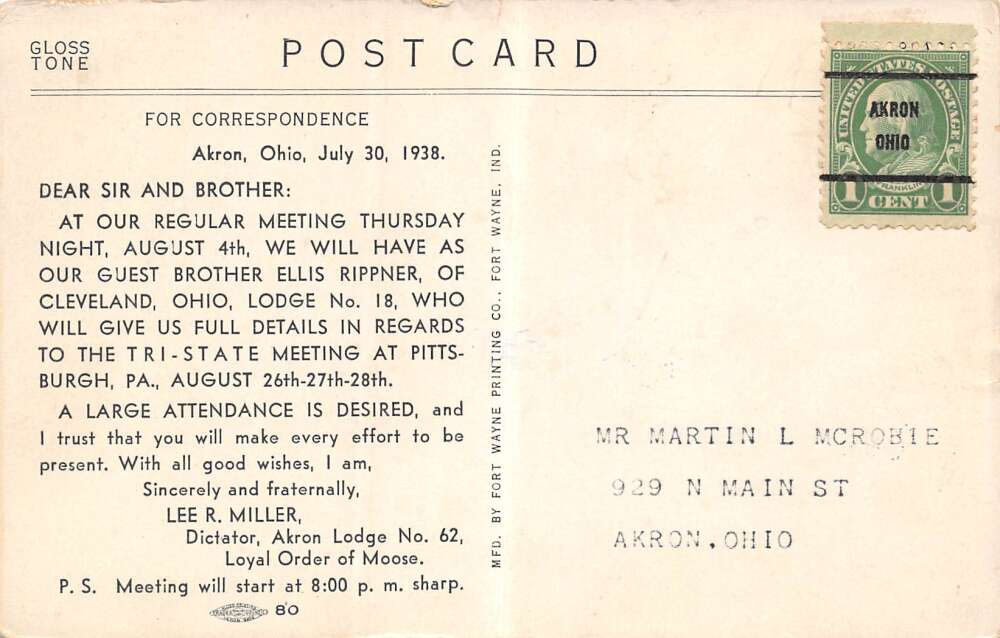 GLOSS
TONE
POST CARD
FOR CORRESPONDENCE
Akron, Ohio, July 30, 1938.
DEAR SIR AND BROTHER:
AT OUR REGULAR MEETING THURSDAY
NIGHT, AUGUST 4th, WE WILL HAVE AS
OUR GUEST BROTHER ELLIS RIPPNER, OF
CLEVELAND, OHIO, LODGE No. 18, WHO
WILL GIVE US FULL DETAILS IN REGARDS
TO THE TRI-STATE MEETING AT PITTS-
BURGH, PA., AUGUST 26th-27th-28th.
A LARGE ATTENDANCE IS DESIRED, and
I trust that you will make every effort to be
present. With all good wishes, I am,
Sincerely and fraternally,
LEE R. MILLER,
Dictator, Akron Lodge No. 62,
Loyal Order of Moose.
P. S. Meeting will start at 8:00 p. m. sharp.
80
MFD. BY FORT WAYNE PRINTING CO., FORT WAYNE, IND.
UNITED STATES POSTAGE
AKRON
OHIO
FRANKLIN
1 CENT 1
MR MARTIN L MCROBIE
929 N MAIN ST
AKRON, OHIO